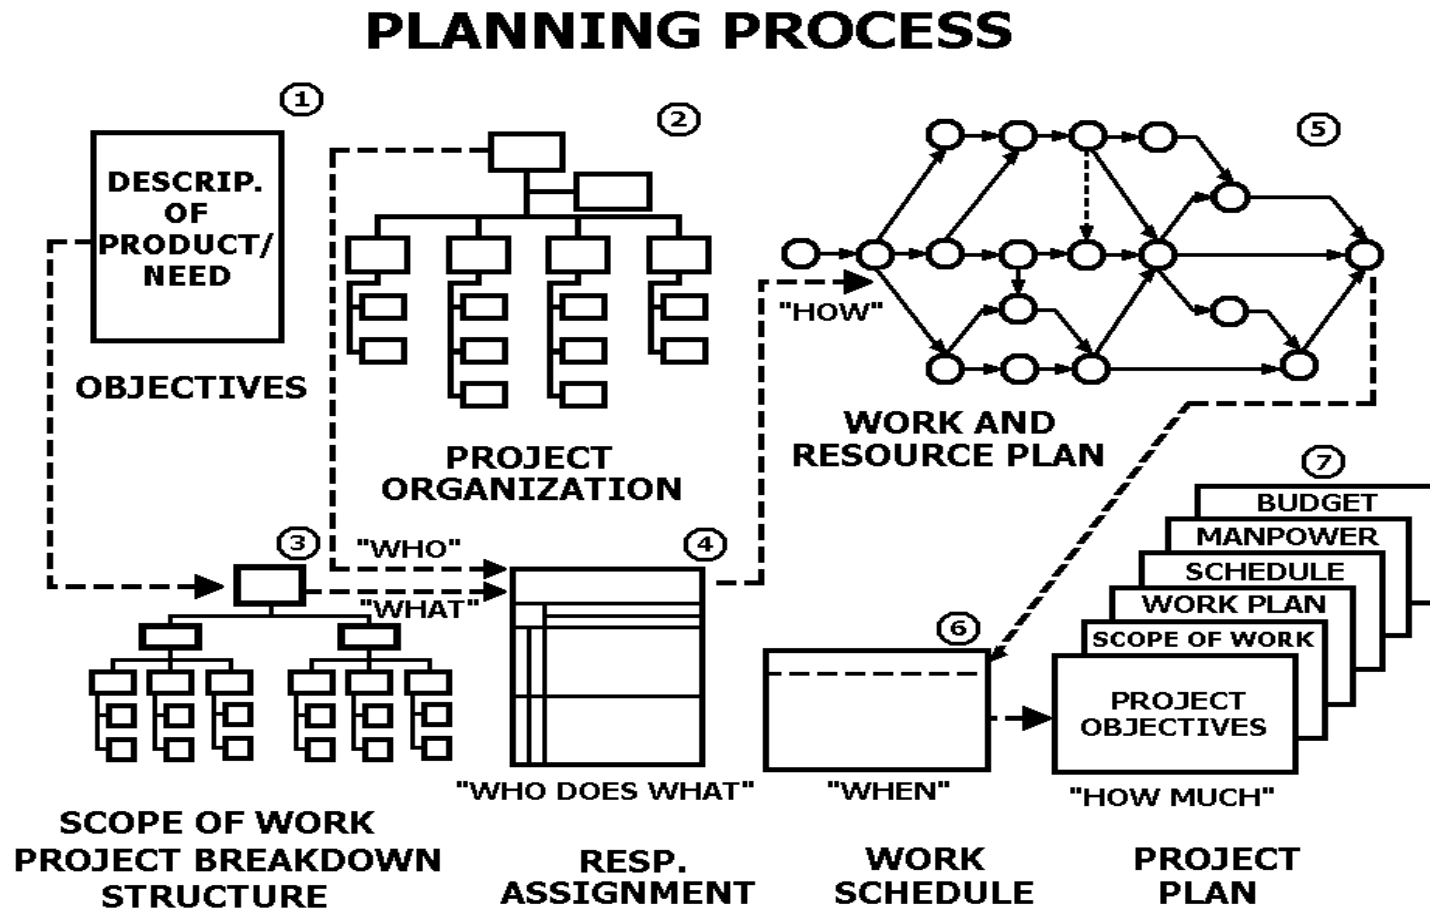 PLANNING PROCESS
1
DESCRIP.
OF
PRODUCT/
NEED
OBJECTIVES
2
PROJECT
ORGANIZATION
3
SCOPE OF WORK
PROJECT BREAKDOWN
STRUCTURE
"WHO"
"WHAT"
4
"WHO DOES WHAT"
RESP.
ASSIGNMENT
5
"HOW"
WORK AND
RESOURCE PLAN
6
"WHEN"
WORK
SCHEDULE
7
BUDGET
MANPOWER
SCHEDULE
WORK PLAN
SCOPE OF WORK
PROJECT
OBJECTIVES
"HOW MUCH"
PROJECT
PLAN